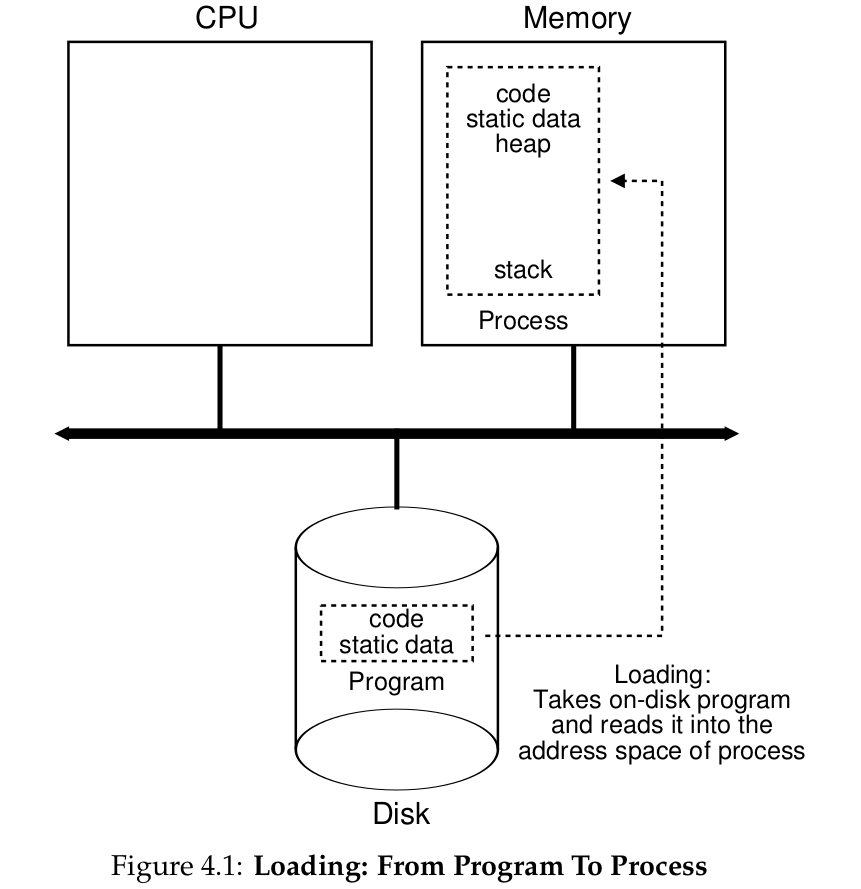 CPU
Memory
code
static data
heap
stack
Process
code
static data
Program
Loading:
Takes on-disk program
and reads it into the
address space of process
Disk
Figure 4.1: Loading: From Program To Process